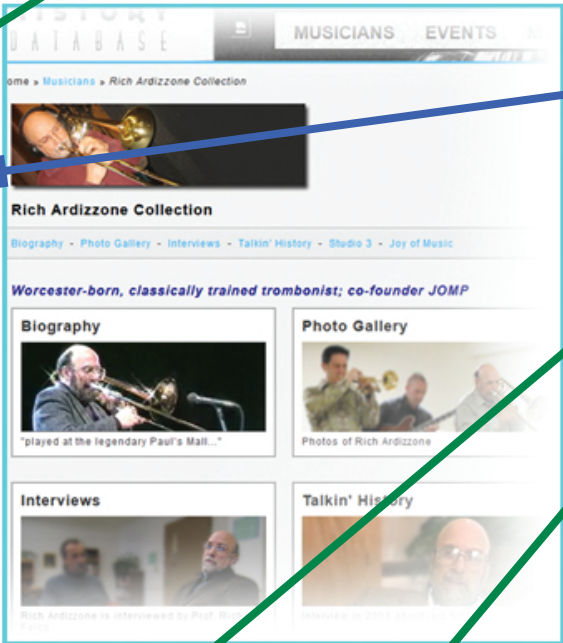 HISTORY
DATABASE
MUSICIANS EVENTS
ome » Musicians » Rich Ardizzone Collection
Rich Ardizzone Collection
Biography - Photo Gallery - Interviews - Talkin' History - Studio 3 - Joy of Music
Worcester-born, classically trained trombonist; co-founder JOMP
Biography
Photo Gallery
"played at the legendary Paul's Mall..."
Photos of Rich Ardizzone
Interviews
Talkin' History
Rich Ardizzone is interviewed by Prof. Rich